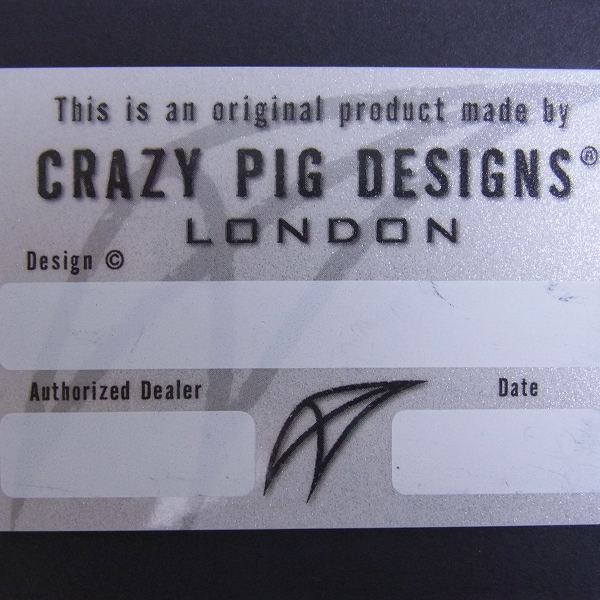 This is an original product made by
CRAZY PIG DESIGNS®
LONDON
Design ©
Authorized Dealer
Date